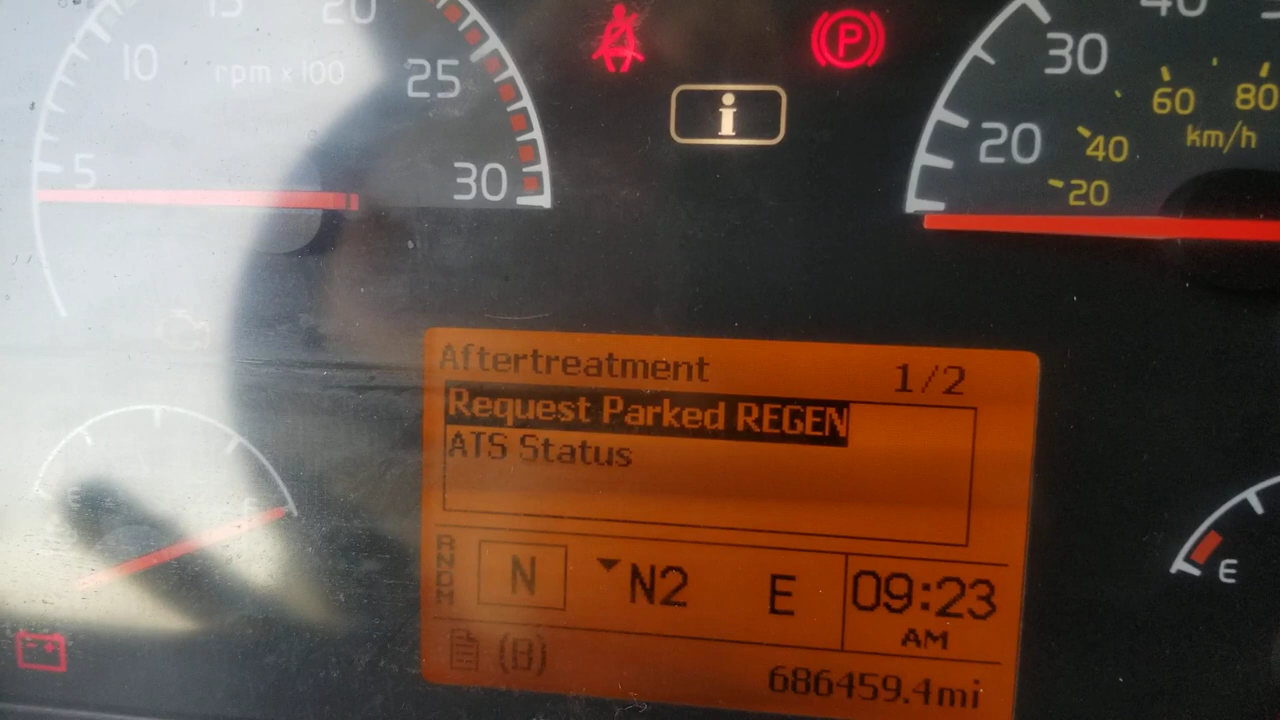 15 20
10 rpm x 100 25
5 30
P
i
40
30
60 80
20 40 km/h
20
Aftertreatment 1/2
Request Parked REGEN
ATS Status
RNDM N N2 E 09:23
AM
(B)
686459.4mi
E F
E